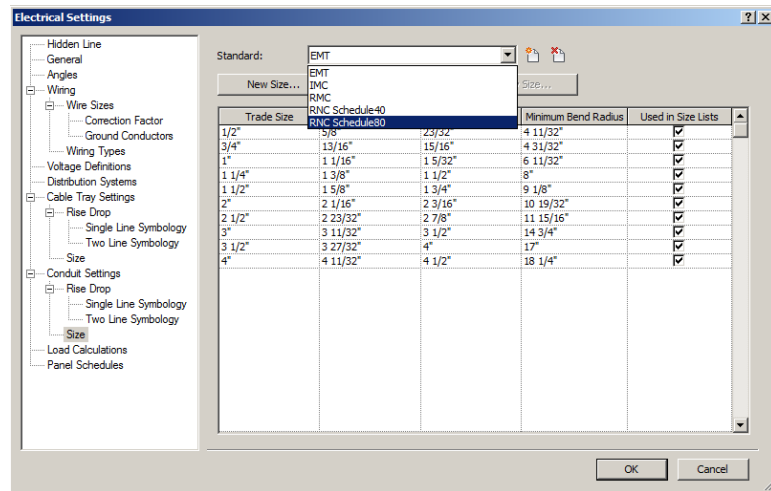 Electrical Settings
Hidden Line
General
Angles
Wiring
Wire Sizes
Correction Factor
Ground Conductors
Wiring Types
Voltage Definitions
Distribution Systems
Cable Tray Settings
Rise Drop
Single Line Symbology
Two Line Symbology
Size
Conduit Settings
Rise Drop
Single Line Symbology
Two Line Symbology
Size
Load Calculations
Panel Schedules
Standard: EMT
EMT
IMC
RMC
RNC Schedule40
RNC Schedule80
New Size... Size...
Trade Size Minimum Bend Radius Used in Size Lists
1/2" 5/8" 23/32" 4 11/32"
3/4" 13/16" 15/16" 4 31/32"
1" 1 1/16" 1 5/32" 6 11/32"
1 1/4" 1 3/8" 1 1/2" 8"
1 1/2" 1 5/8" 1 3/4" 9 1/8"
2" 2 1/16" 2 3/16" 10 19/32"
2 1/2" 2 23/32" 2 7/8" 11 15/16"
3" 3 11/32" 3 1/2" 14 3/4"
3 1/2" 3 27/32" 4" 17"
4" 4 11/32" 4 1/2" 18 1/4"
OK Cancel